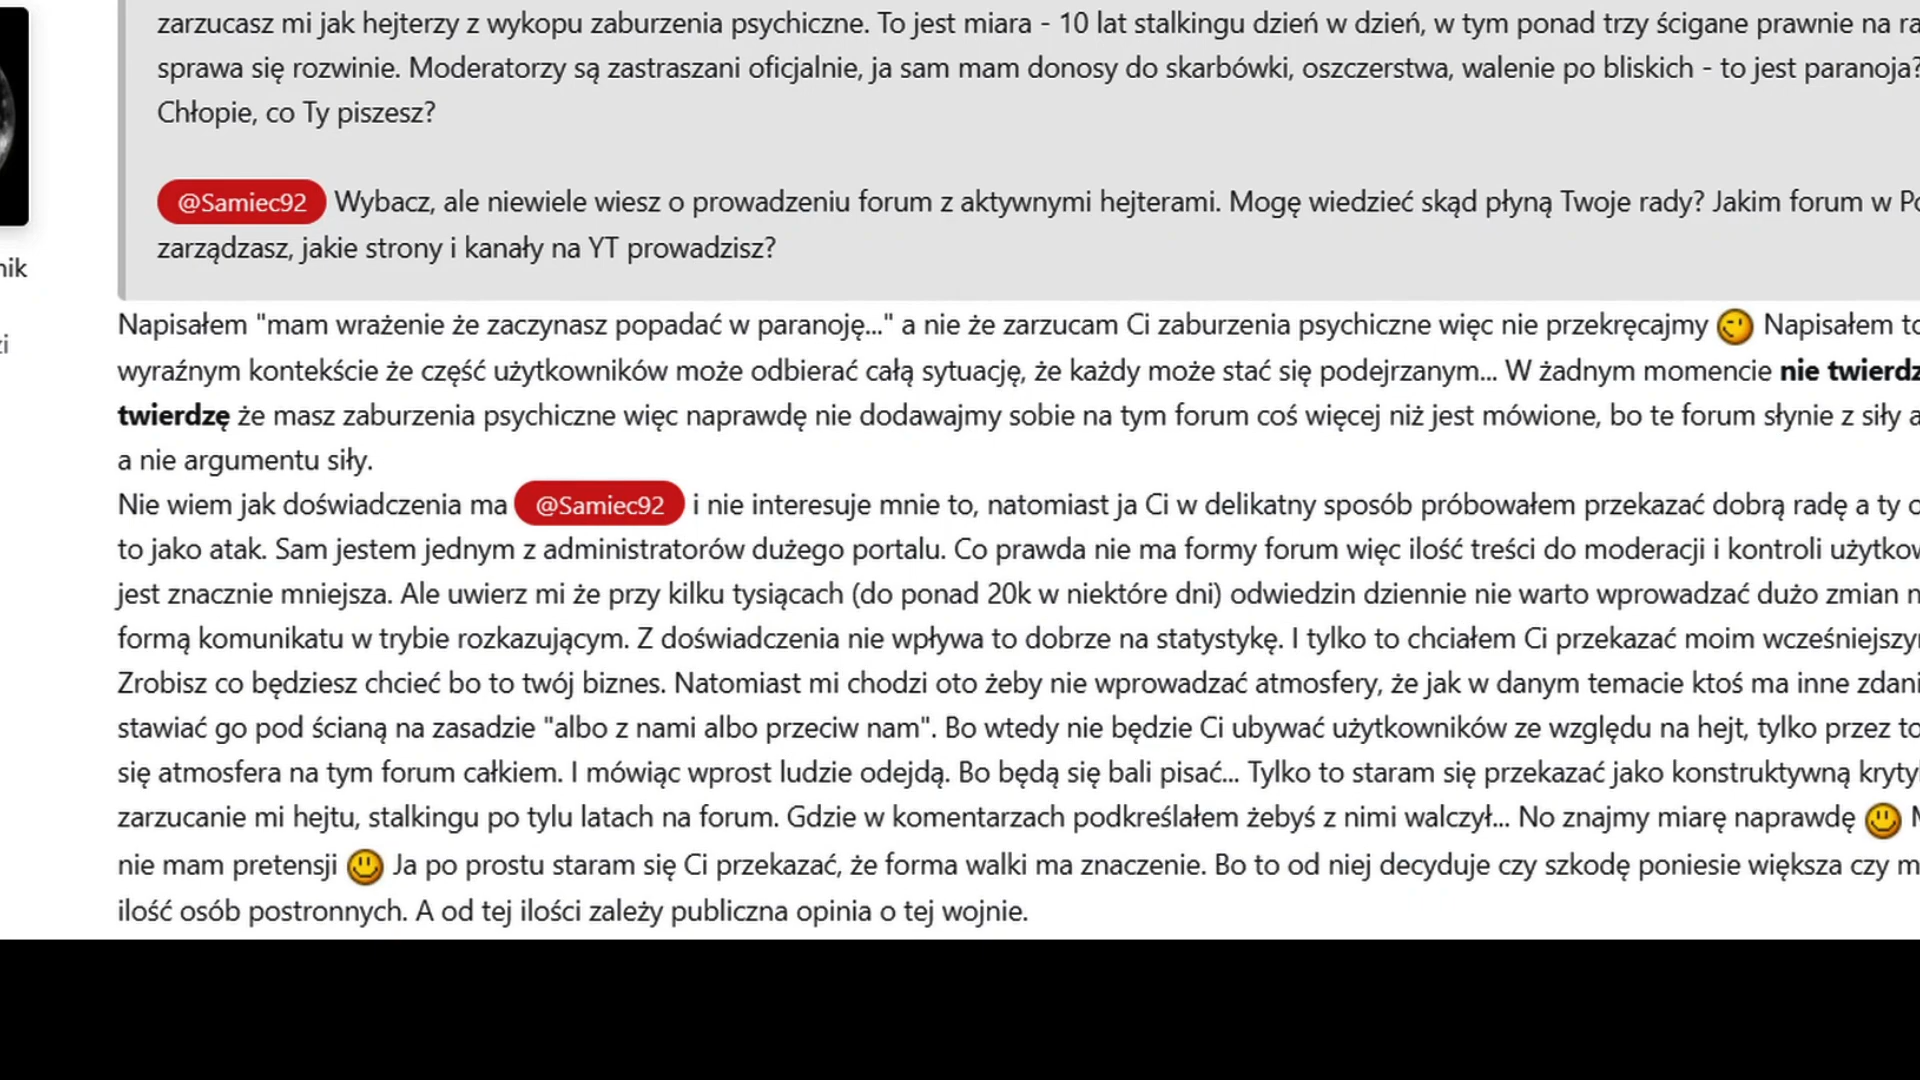 zarzucasz mi jak hejterzy z wykopu zaburzenia psychiczne. To jest miara - 10 lat stalkingu dzień w dzień, w tym ponad trzy ścigane prawnie na
sprawa się rozwinie. Moderatorzy są zastraszani oficjalnie, ja sam mam donosy do skarbówki, oszczerstwa, walenie po bliskich - to jest paranoja?
Chłopie, co Ty piszesz?
@Samiec92 Wybacz, ale niewiele wiesz o prowadzeniu forum z aktywnymi hejterami. Mogę wiedzieć skąd płyną Twoje rady? Jakim forum w
zarządzasz, jakie strony i kanały na YT prowadzisz?
nik
Napisałem "mam wrażenie że zaczynasz popadać w paranoję..." a nie że zarzucam Ci zaburzenia psychiczne więc nie przekręcajmy Napisałem
wyraźnym kontekście że część użytkowników może odbierać całą sytuację, że każdy może stać się podejrzanym... W żadnym momencie nie
twierdzę że masz zaburzenia psychiczne więc naprawdę nie dodawajmy sobie na tym forum coś więcej niż jest mówione, bo te forum słynie z siły
a nie argumentu siły.
Nie wiem jak doświadczenia ma @Samiec92 i nie interesuje mnie to, natomiast ja Ci w delikatny sposób próbowałem przekazać dobrą radę a ty
to jako atak. Sam jestem jednym z administratorów dużego portalu. Co prawda nie ma formy forum więc ilość treści do moderacji i kontroli
jest znacznie mniejsza. Ale uwierz mi że przy kilku tysiącach (do ponad 20k w niektóre dni) odwiedzin dziennie nie warto wprowadzać dużo zmian
formą komunikatu w trybie rozkazującym. Z doświadczenia nie wpływa to dobrze na statystykę. I tylko to chciałem Ci przekazać moim
Zrobisz co będziesz chcieć bo to twój biznes. Natomiast mi chodzi oto żeby nie wprowadzać atmosfery, że jak w danym temacie ktoś ma inne
stawiać go pod ścianą na zasadzie "albo z nami albo przeciw nam". Bo wtedy nie będzie Ci ubywać użytkowników ze względu na hejt, tylko przez
się atmosfera na tym forum całkiem. I mówiąc wprost ludzie odejdą. Bo będą się bali pisać... Tylko to staram się przekazać jako konstruktywną
zarzucanie mi hejtu, stalkingu po tylu latach na forum. Gdzie w komentarzach podkreślałem żebyś z nimi walczył... No znajmy miarę naprawdę
nie mam pretensji Ja po prostu staram się Ci przekazać, że forma walki ma znaczenie. Bo to od niej decyduje czy szkodę poniesie większa czy
ilość osób postronnych. A od tej ilości zależy publiczna opinia o tej wojnie.